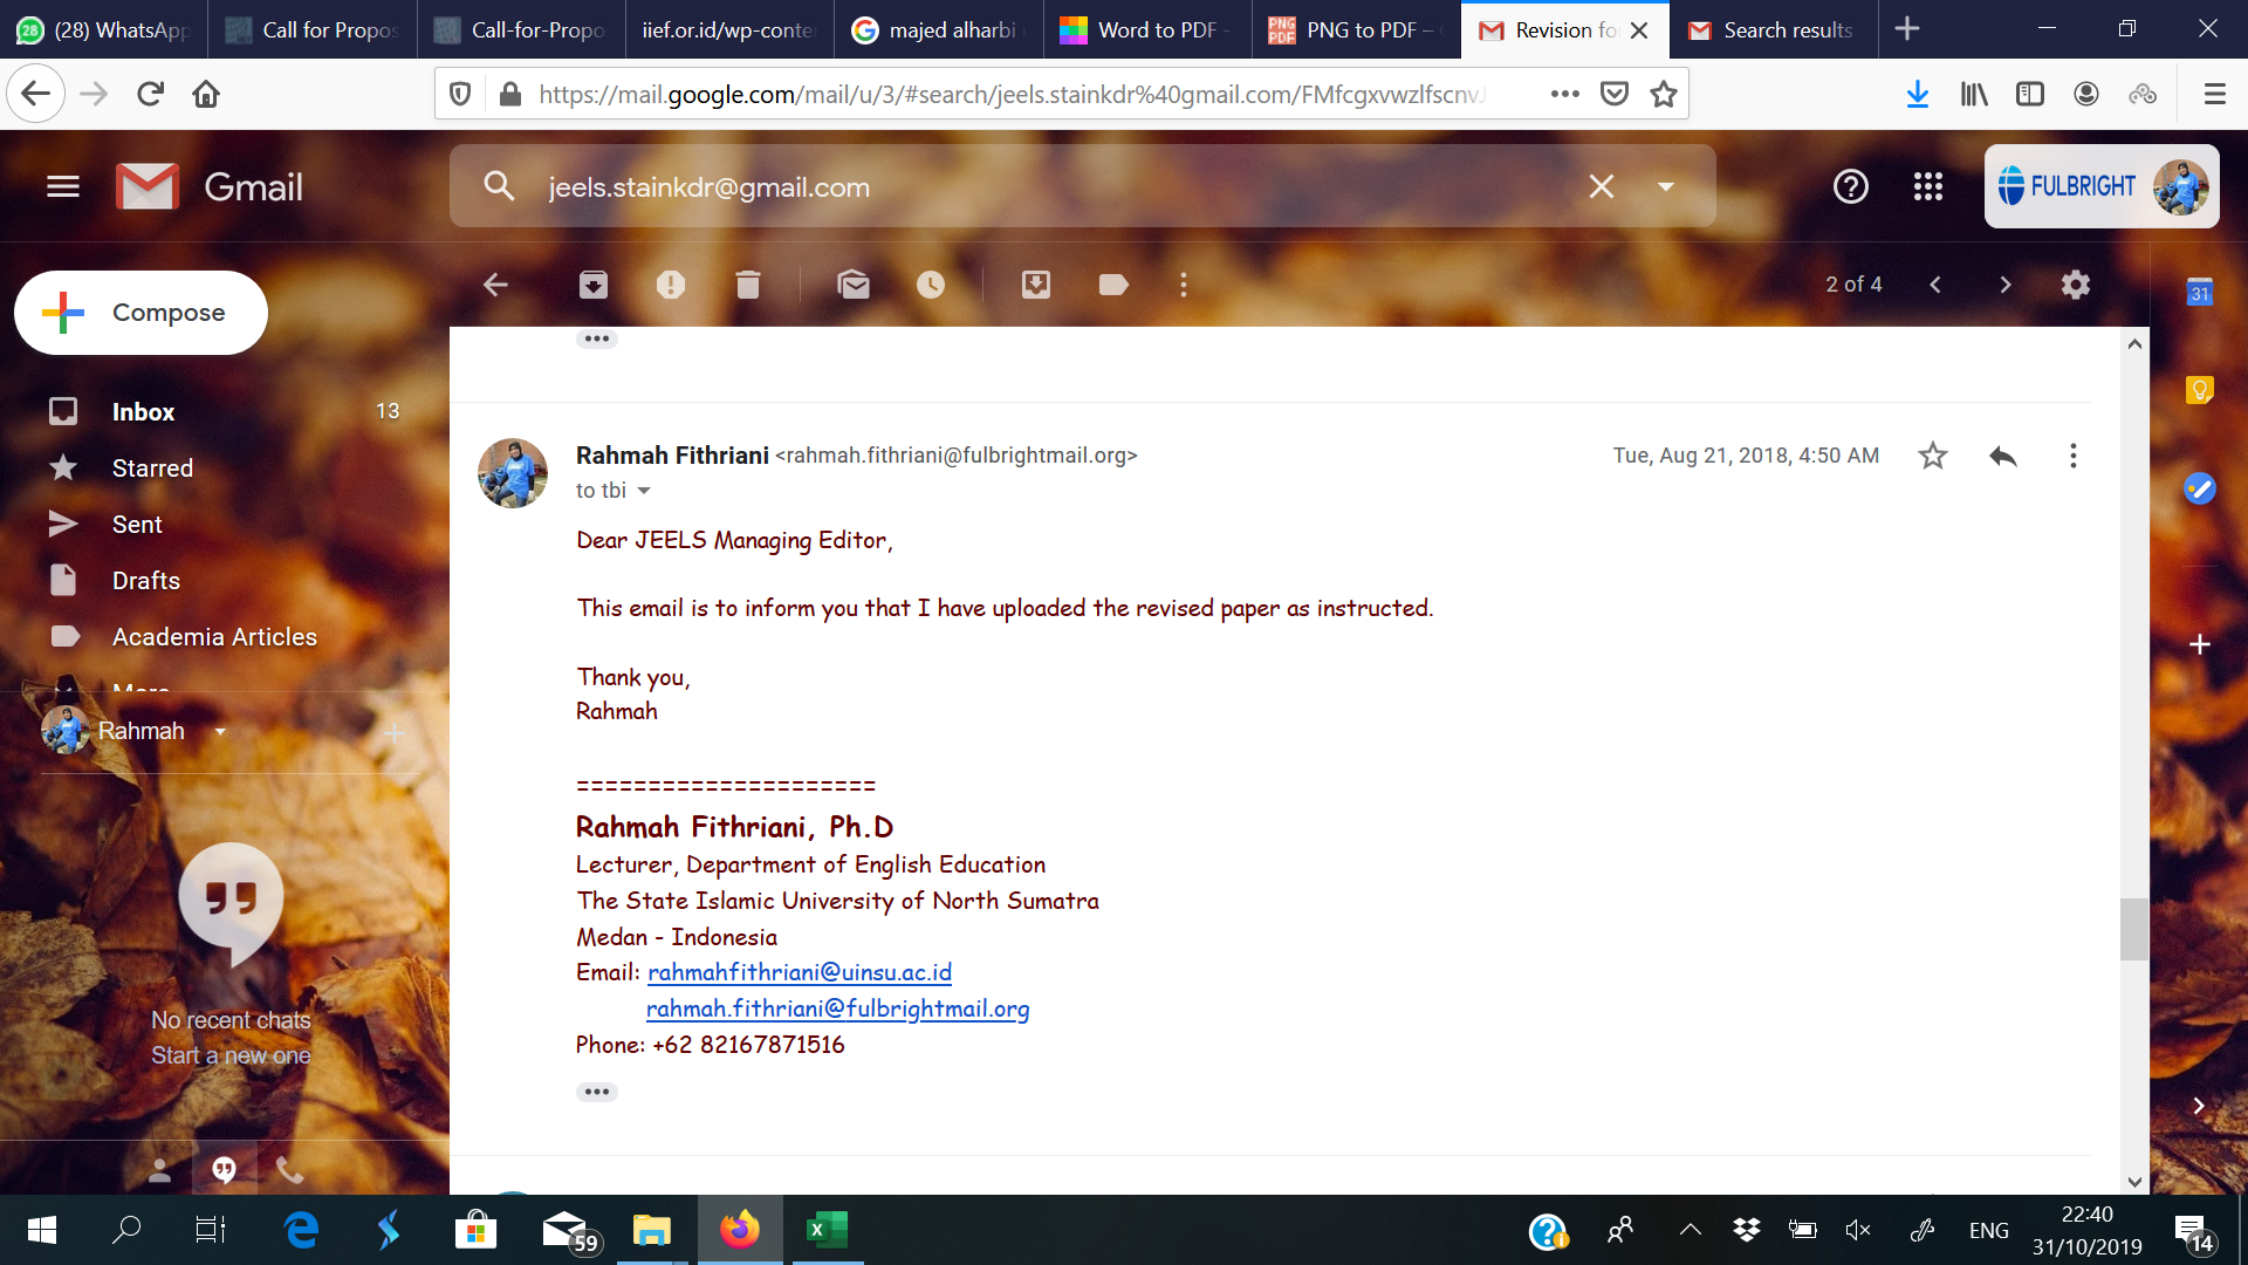 (28) WhatsApp
Call for Propos
Call-for-Propo
iief.or.id/wp-conte
majed alharbi
Word to PDF -
PNG to PDF –
Revision fo
Search results
https://mail.google.com/mail/u/3/#search/jeels.stainkdr%40gmail.com/FMfcgxvwzlfscnv
Gmail
jeels.stainkdr@gmail.com
FULBRIGHT
Compose
2 of 4
31
Inbox 13
Starred
Sent
Drafts
Academia Articles
More
Rahmah
No recent chats
Start a new one
Rahmah Fithriani <rahmah.fithriani@fulbrightmail.org>
Tue, Aug 21, 2018, 4:50 AM
to tbi
Dear JEELS Managing Editor,
This email is to inform you that I have uploaded the revised paper as instructed.
Thank you,
Rahmah
=====================
Rahmah Fithriani, Ph.D
Lecturer, Department of English Education
The State Islamic University of North Sumatra
Medan - Indonesia
Email: rahmahfithriani@uinsu.ac.id
rahmah.fithriani@fulbrightmail.org
Phone: +62 82167871516
59
ENG
22:40
31/10/2019
14